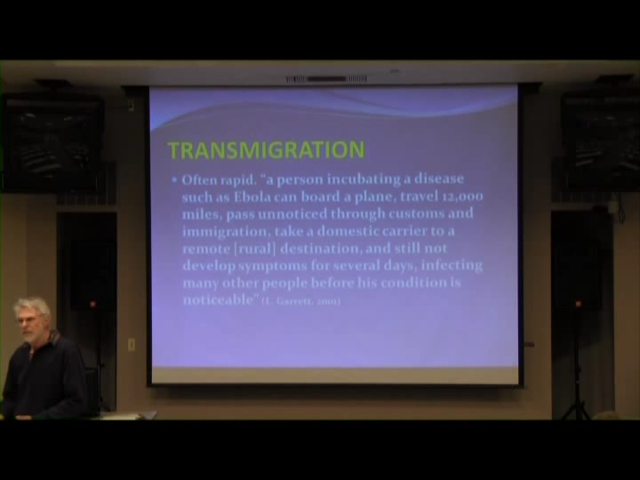 TRANSMIGRATION
• Often rapid. "a person incubating a disease
such as Ebola can board a plane, travel 12,000
miles, pass unnoticed through customs and
immigration, take a domestic carrier to a
remote [rural] destination, and still not
develop symptoms for several days, infecting
many other people before his condition is
noticeable" (L. Garrett, 2001)